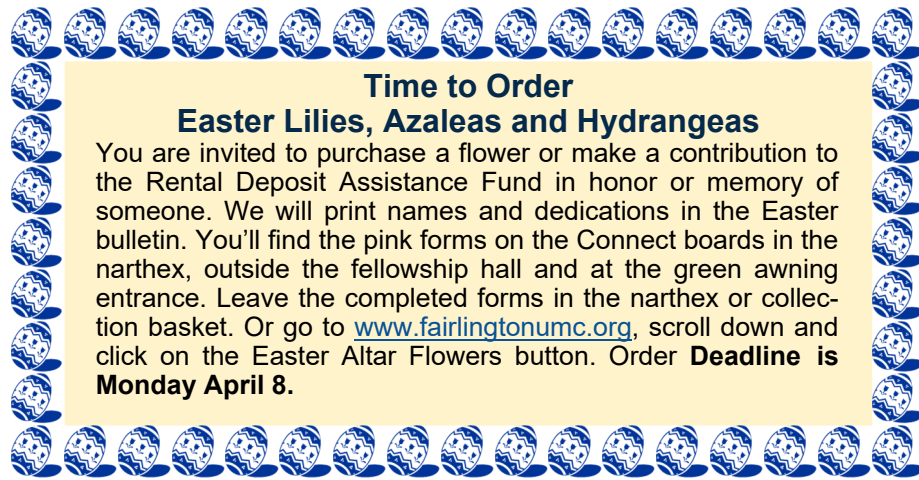 Time to Order
Easter Lilies, Azaleas and Hydrangeas
You are invited to purchase a flower or make a contribution to
the Rental Deposit Assistance Fund in honor or memory of
someone. We will print names and dedications in the Easter
bulletin. You’ll find the pink forms on the Connect boards in the
narthex, outside the fellowship hall and at the green awning
entrance. Leave the completed forms in the narthex or collec-
tion basket. Or go to www.fairlingtonumc.org, scroll down and
click on the Easter Altar Flowers button. Order Deadline is
Monday April 8.